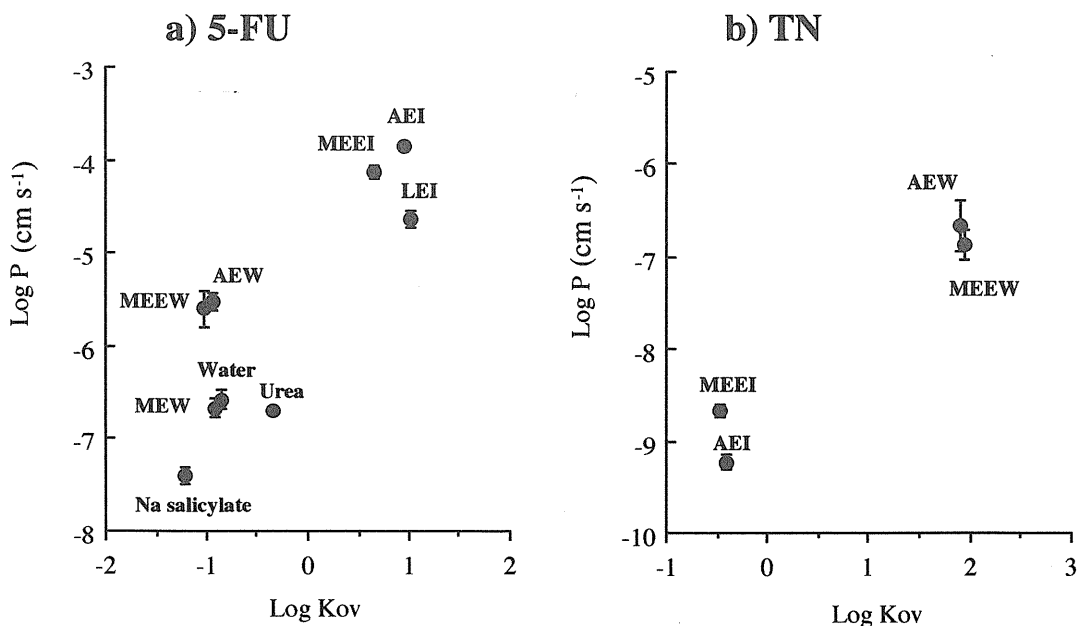 a) 5-FU
-3
-4
-5
-6
-7
-8
Log P (cm s⁻¹)
AEI
MEEI
LEI
AEW
MEEW
Water
Urea
MEW
Na salicylate
-2
-1
0
1
2
Log Kov
b) TN
-5
-6
-7
-8
-9
-10
Log P (cm s⁻¹)
AEW
MEEW
MEEI
AEI
-1
0
1
2
3
Log Kov